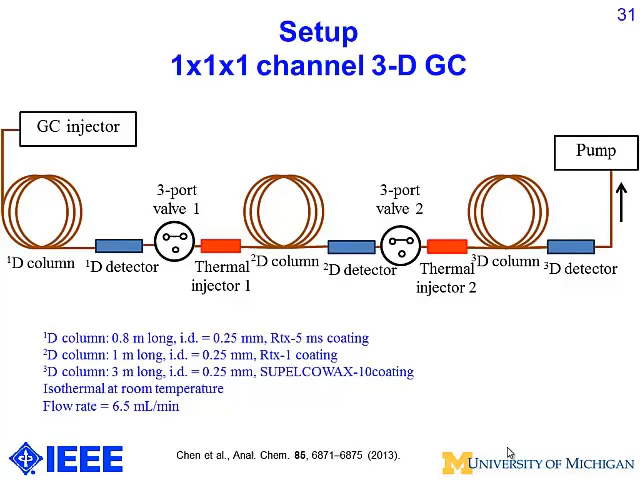 31
Setup
1x1x1 channel 3-D GC
GC injector
Pump
3-port
valve 1
3-port
valve 2
¹D column
¹D detector
Thermal
injector 1
²D column
²D detector
Thermal
injector 2
³D column
³D detector
¹D column: 0.8 m long, i.d. = 0.25 mm, Rtx-5 ms coating
²D column: 1 m long, i.d. = 0.25 mm, Rtx-1 coating
³D column: 3 m long, i.d. = 0.25 mm, SUPELCOWAX-10coating
Isothermal at room temperature
Flow rate = 6.5 mL/min
IEEE
Chen et al., Anal. Chem. 85, 6871–6875 (2013).
M UNIVERSITY OF MICHIGAN